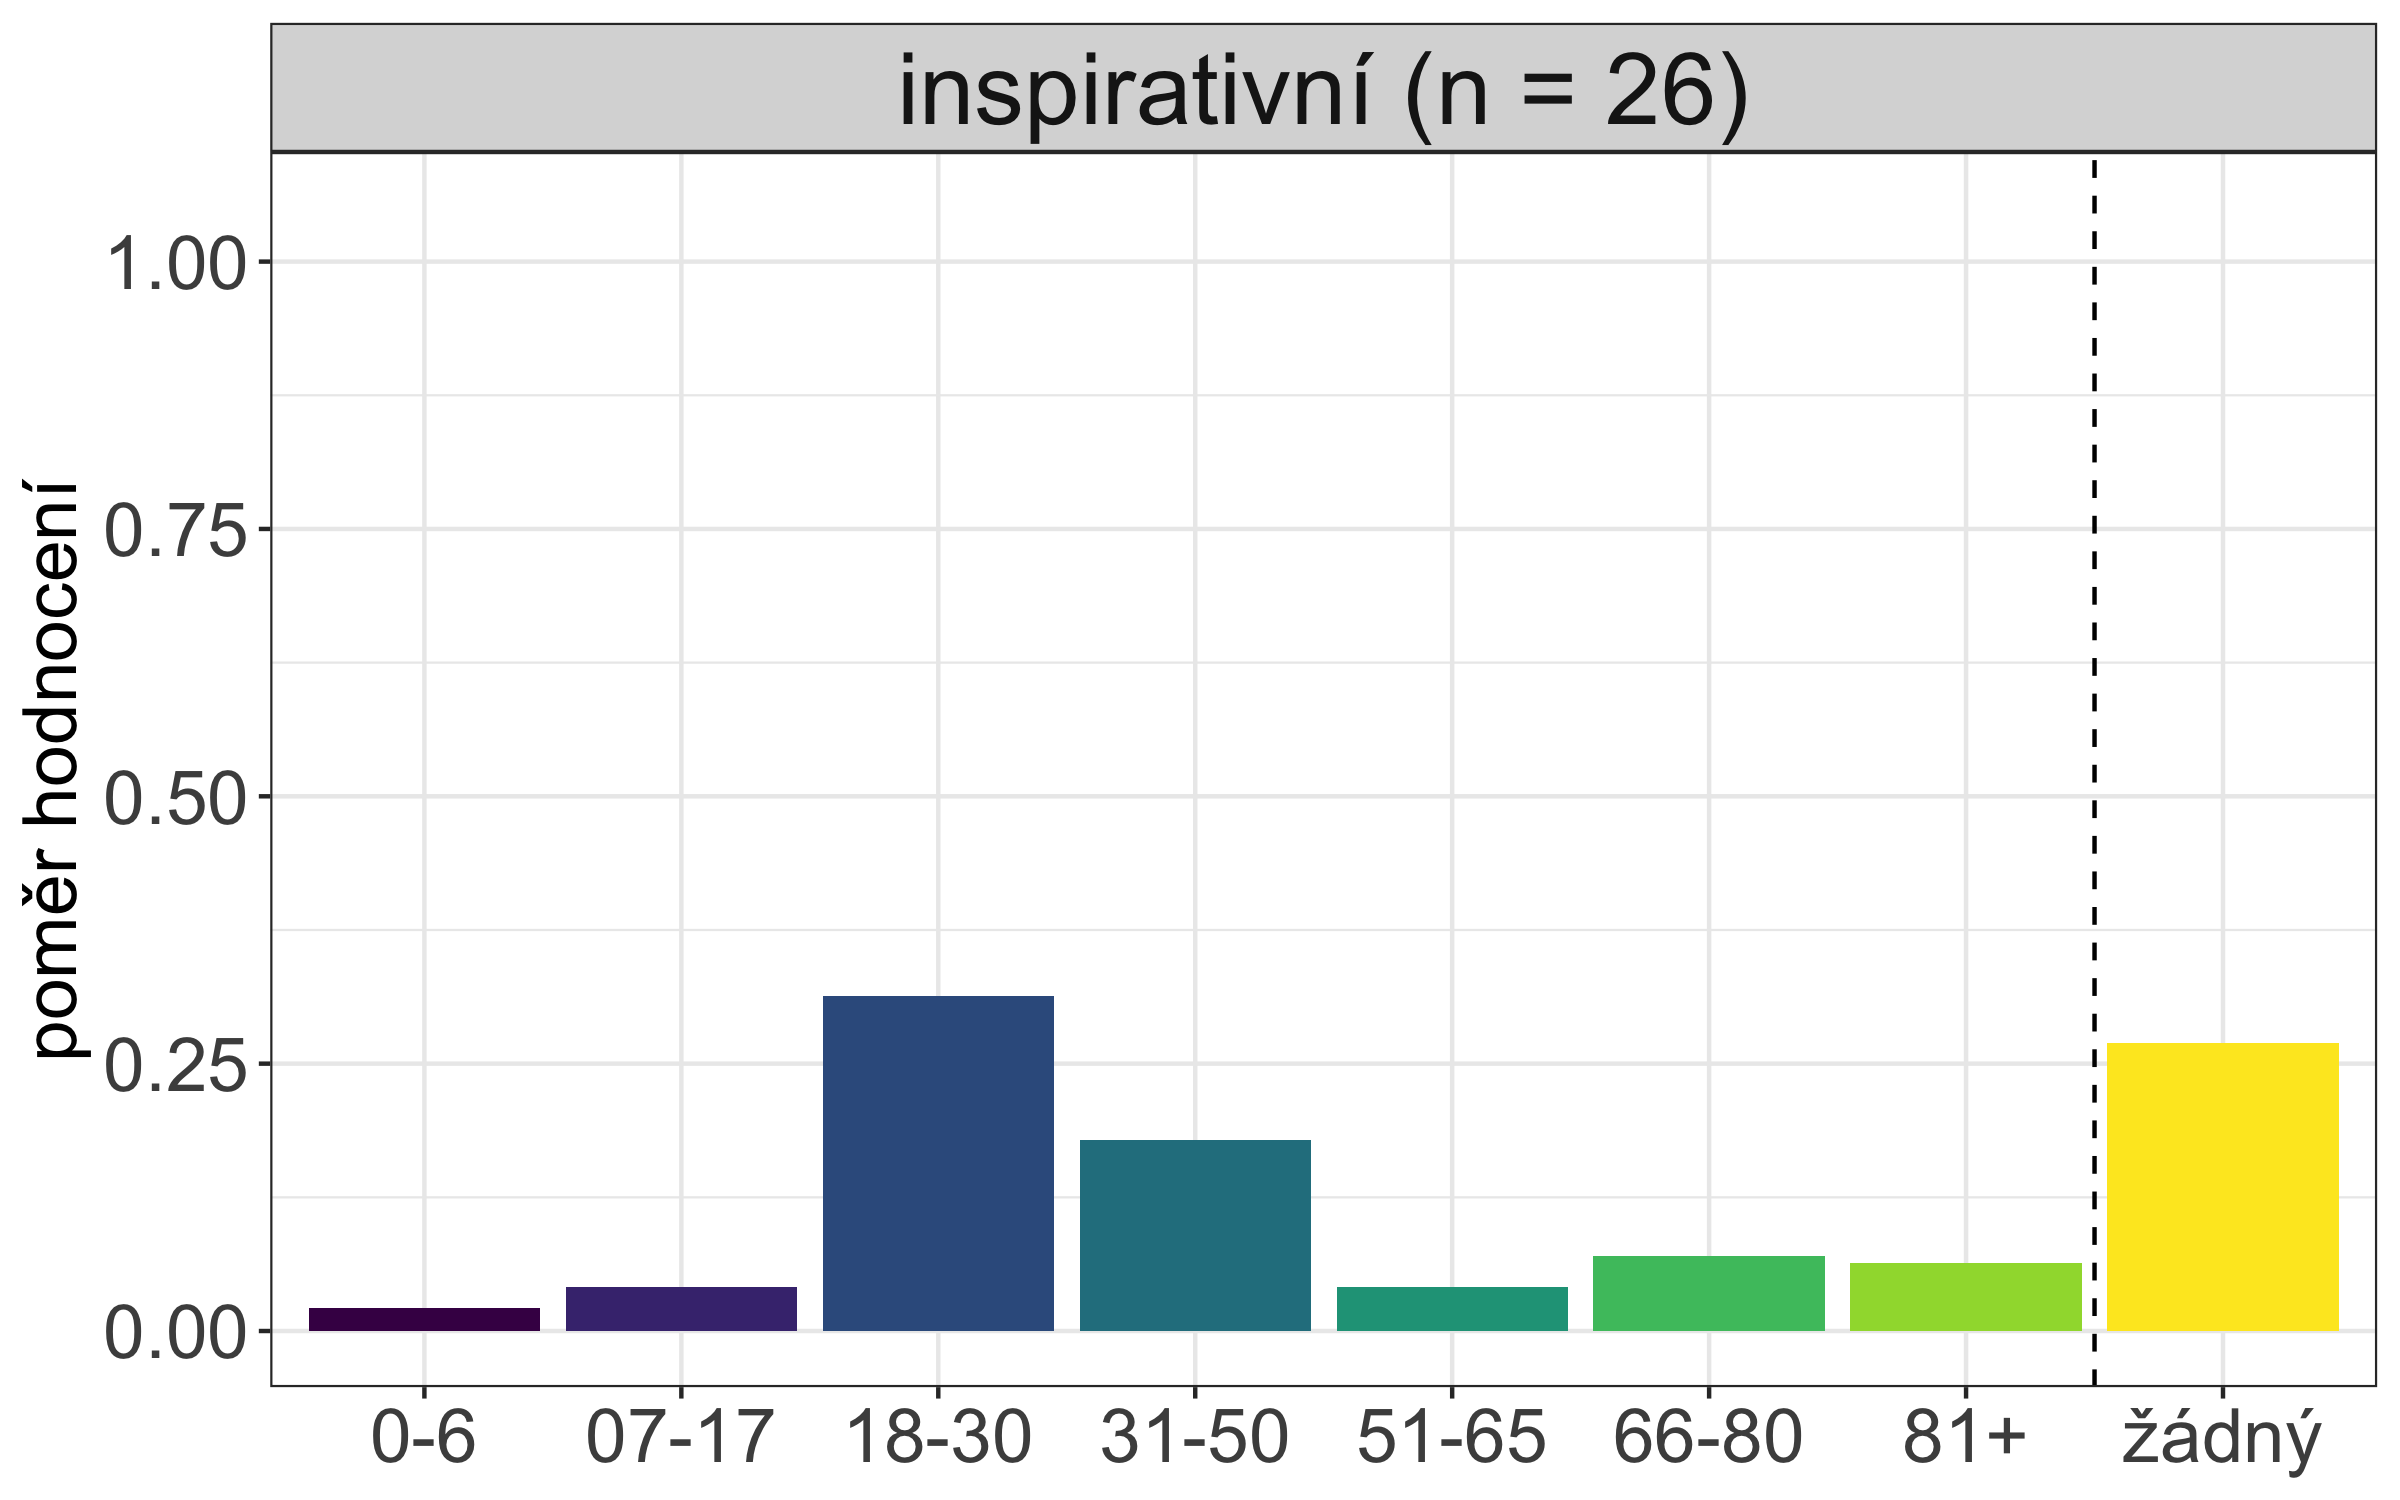 inspirativní (n = 26)
poměr hodnocení
1.00
0.75
0.50
0.25
0.00
0-6 07-17 18-30 31-50 51-65 66-80 81+ žádný